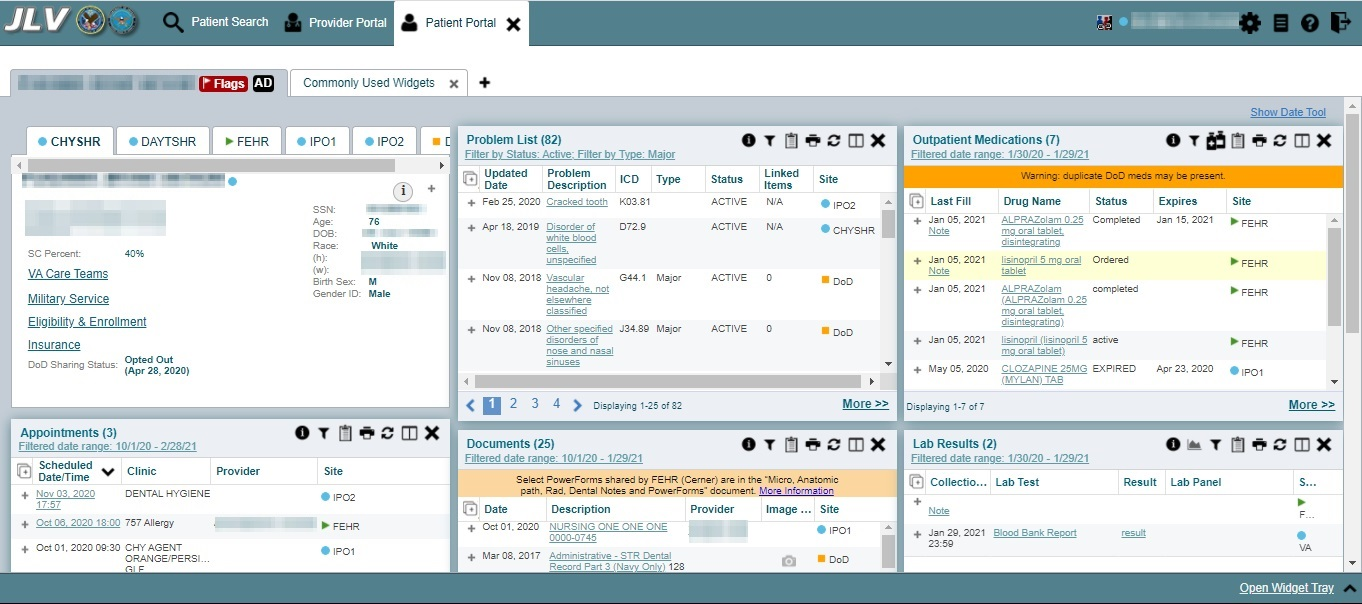 JLV
Patient Search
Provider Portal
Patient Portal
Flags AD
Commonly Used Widgets
Show Date Tool
CHYSHR
DAYTSHR
FEHR
IPO1
IPO2
D
SSN:
Age: 76
DOB:
Race: White
(h):
(w):
Birth Sex: M
Gender ID: Male
SC Percent: 40%
VA Care Teams
Military Service
Eligibility & Enrollment
Insurance
DoD Sharing Status: Opted Out
(Apr 28, 2020)
Problem List (82)
Filter by Status: Active; Filter by Type: Major
Updated Date Problem Description ICD Type Status Linked Items Site
Feb 25, 2020 Cracked tooth K03.81 ACTIVE N/A IPO2
Apr 18, 2019 Disorder of white blood cells, unspecified D72.9 ACTIVE N/A CHYSHR
Nov 08, 2018 Vascular headache, not elsewhere classified G44.1 Major ACTIVE 0 DoD
Nov 08, 2018 Other specified disorders of nose and nasal sinuses J34.89 Major ACTIVE 0 DoD
1 2 3 4 Displaying 1-25 of 82 More >>
Outpatient Medications (7)
Filtered date range: 1/30/20 - 1/29/21
Warning: duplicate DoD meds may be present.
Last Fill Drug Name Status Expires Site
Jan 05, 2021 Note ALPRAZolam 0.25 mg oral tablet, disintegrating Completed Jan 15, 2021 FEHR
Jan 05, 2021 Note lisinopril 5 mg oral tablet Ordered FEHR
Jan 05, 2021 ALPRAZolam (ALPRAZolam 0.25 mg oral tablet, disintegrating) completed FEHR
Jan 05, 2021 lisinopril (lisinopril 5 mg oral tablet) active FEHR
May 05, 2020 CLOZAPINE 25MG (MYLAN) TAB EXPIRED Apr 23, 2020 IPO1
Displaying 1-7 of 7 More >>
Appointments (3)
Filtered date range: 10/1/20 - 2/28/21
Scheduled Date/Time Clinic Provider Site
Nov 03, 2020 17:57 DENTAL HYGIENE IPO2
Oct 06, 2020 18:00 757 Allergy FEHR
Oct 01, 2020 09:30 CHY AGENT ORANGE/PERSI... GLF IPO1
Documents (25)
Filtered date range: 10/1/20 - 1/29/21
Select PowerForms shared by FEHR (Cerner) are in the "Micro, Anatomic
path, Rad, Dental Notes and PowerForms" document. More Information
Date Description Provider Image ... Site
Oct 01, 2020 NURSING ONE ONE ONE 0000-0745 IPO1
Mar 08, 2017 Administrative - STR Dental Record Part 3 (Navy Only) 128 DoD
Lab Results (2)
Filtered date range: 1/30/20 - 1/29/21
Collectio... Lab Test Result Lab Panel S...
Note F...
Jan 29, 2021 23:59 Blood Bank Report result VA
Open Widget Tray